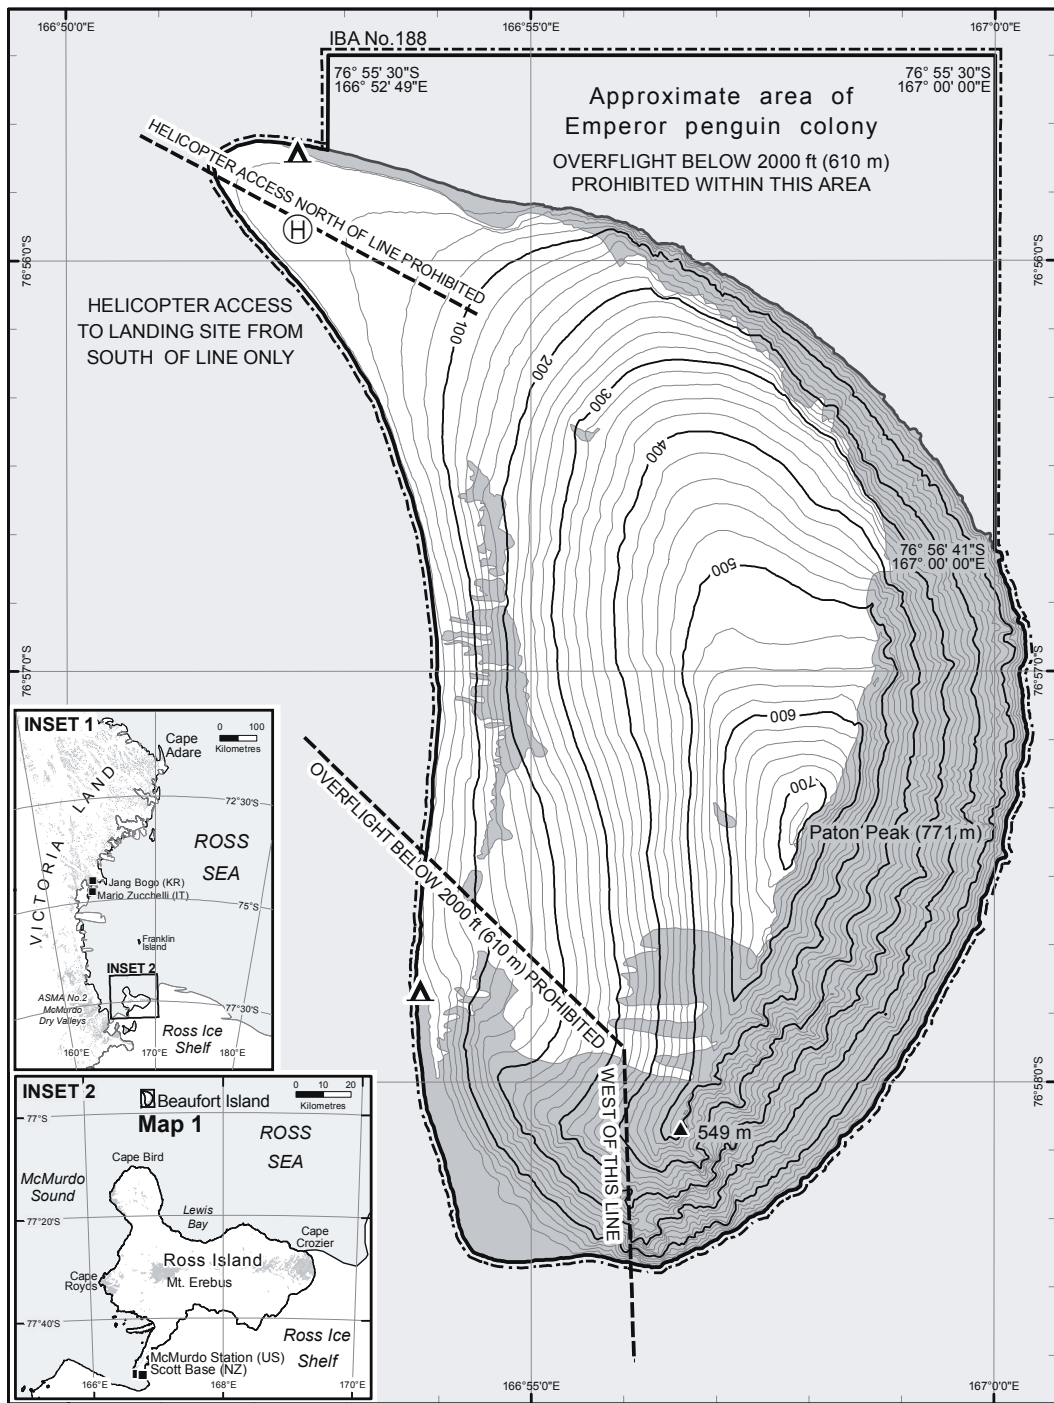 166°50'0"E
166°55'0"E
167°0'0"E
IBA No.188
76° 55' 30"S
166° 52' 49"E
76° 55' 30"S
167° 00' 00"E
Approximate area of
Emperor penguin colony
OVERFLIGHT BELOW 2000 ft (610 m)
PROHIBITED WITHIN THIS AREA
HELICOPTER ACCESS NORTH OF LINE PROHIBITED
H
76°56'0"S
76°56'0"S
HELICOPTER ACCESS
TO LANDING SITE FROM
SOUTH OF LINE ONLY
100
200
300
400
500
76° 56' 41"S
167° 00' 00"E
76°57'0"S
76°57'0"S
600
700
Paton Peak (771 m)
OVERFLIGHT BELOW 2000 ft (610 m) PROHIBITED
WEST OF THIS LINE
549 m
76°58'0"S
166°55'0"E
167°0'0"E
INSET 1
0 100
Kilometres
Cape
Adare
VICTORIA LAND
72°30'S
ROSS
SEA
Jang Bogo (KR)
Mario Zucchelli (IT)
75°S
Franklin
Island
INSET 2
ASMA No.2
McMurdo
Dry Valleys
77°30'S
Ross Ice
Shelf
160°E
170°E
180°E
INSET 2
0 10 20
Kilometres
Beaufort Island
Map 1
77°S
ROSS
SEA
Cape Bird
McMurdo
Sound
Lewis
Bay
77°20'S
Cape
Crozier
Ross Island
Mt. Erebus
Cape
Royds
77°40'S
Ross Ice
Shelf
McMurdo Station (US)
Scott Base (NZ)
166°E
168°E
170°E